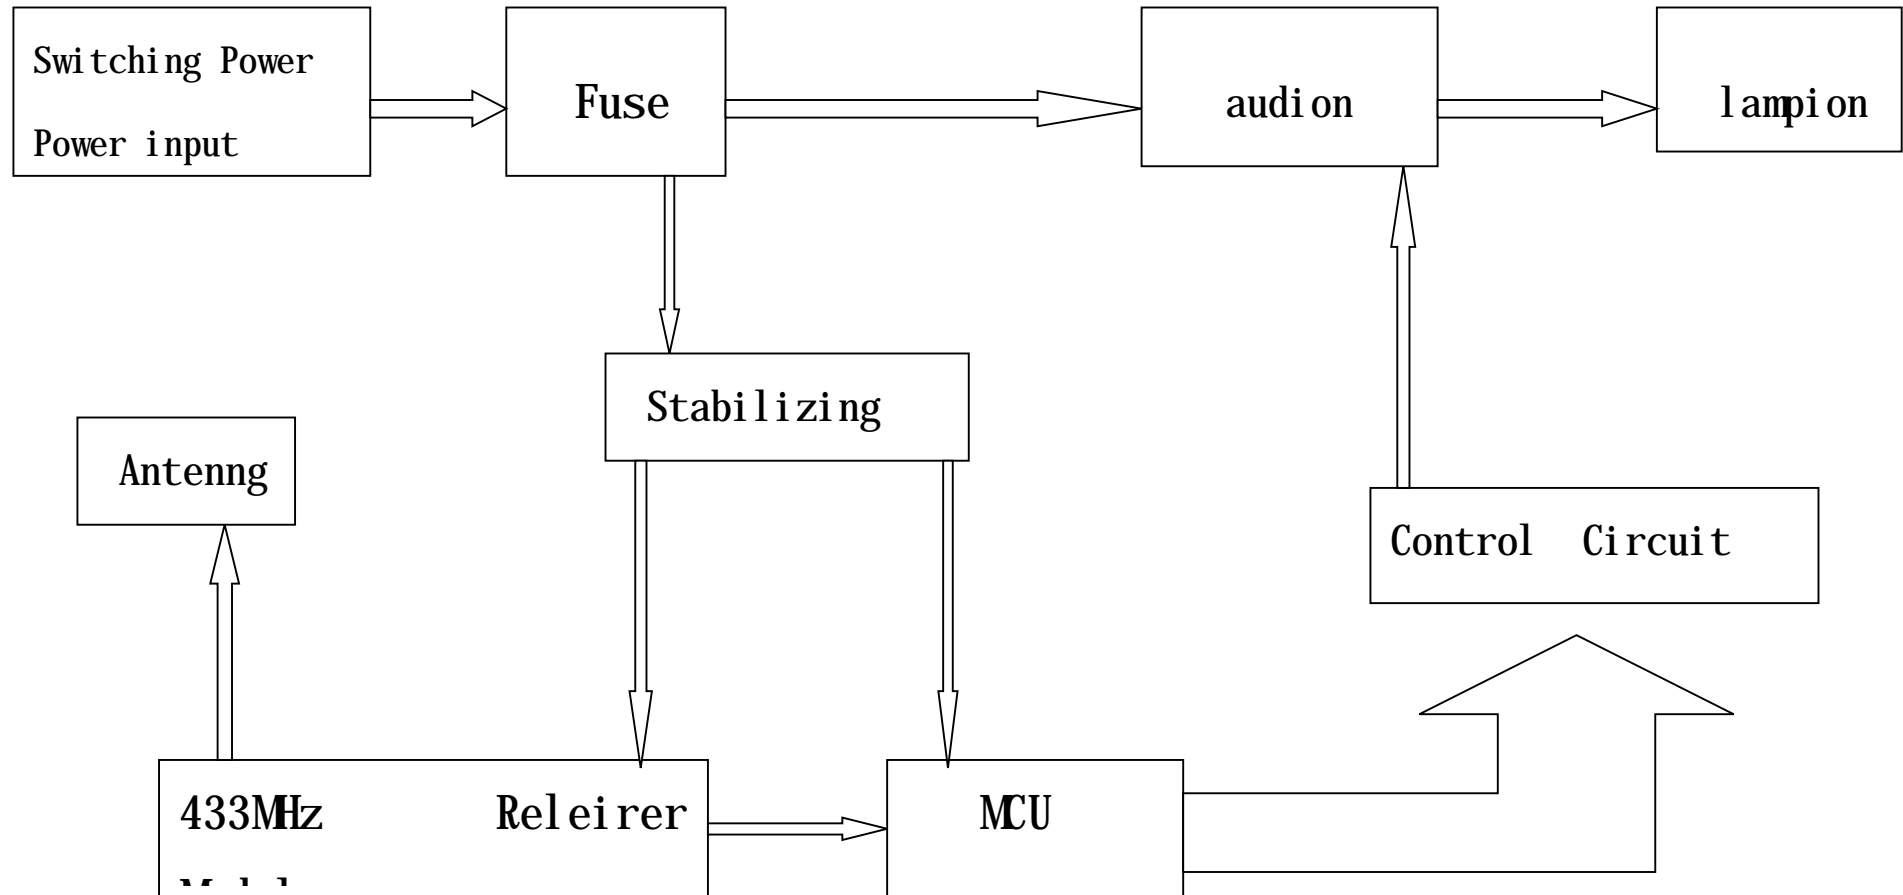 Switching Power
Power input
Fuse
audion
lampion
Stabilizing
Antenng
Control Circuit
433MHz Releirer
MCU